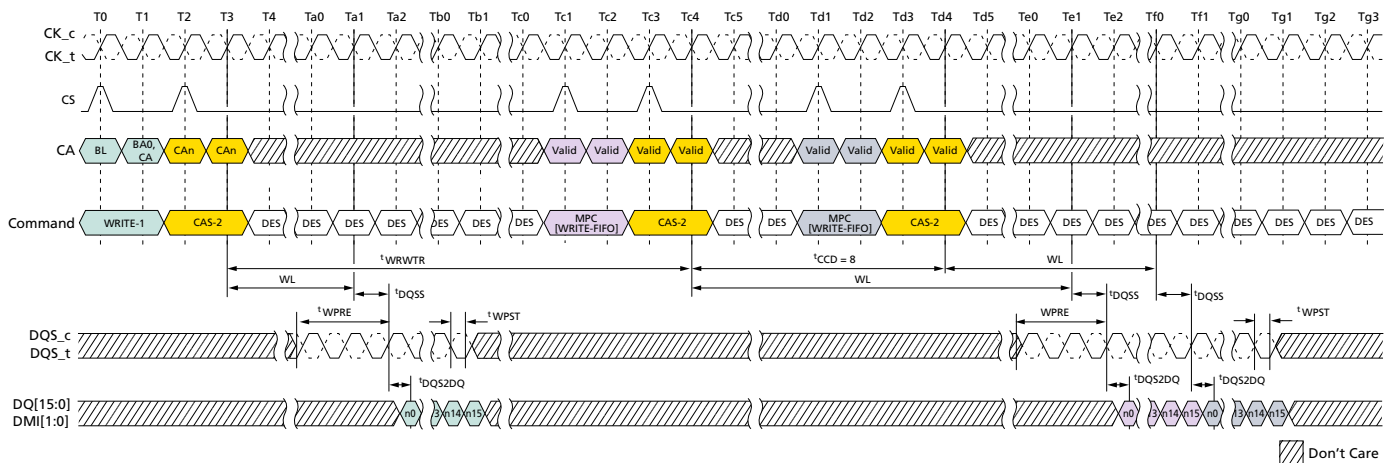 T0 T1 T2 T3 T4 Ta0 Ta1 Ta2 Tb0 Tb1 Tc0 Tc1 Tc2 Tc3 Tc4 Tc5 Td0 Td1 Td2 Td3 Td4 Td5 Te0 Te1 Te2 Tf0 Tf1 Tg0 Tg1 Tg2 Tg3
CK_c
CK_t
CS
CA BL BA0, CA CAn CAn Valid Valid Valid Valid Valid Valid Valid Valid
Command WRITE-1 CAS-2 DES DES DES DES DES DES DES MPC [WRITE-FIFO] CAS-2 DES DES MPC [WRITE-FIFO] CAS-2 DES DES DES DES DES DES DES DES DES DES
tWRWTR tCCD = 8 WL
WL WL
tDQSS tDQSS tDQSS
tWPRE tWPST WPRE tWPST
DQS_c
DQS_t
tDQS2DQ tDQS2DQ tDQS2DQ
DQ[15:0]
DMI[1:0]
n0 13 n14 n15 n0 13 n14 n15 n0 13 n14 n15
Don't Care